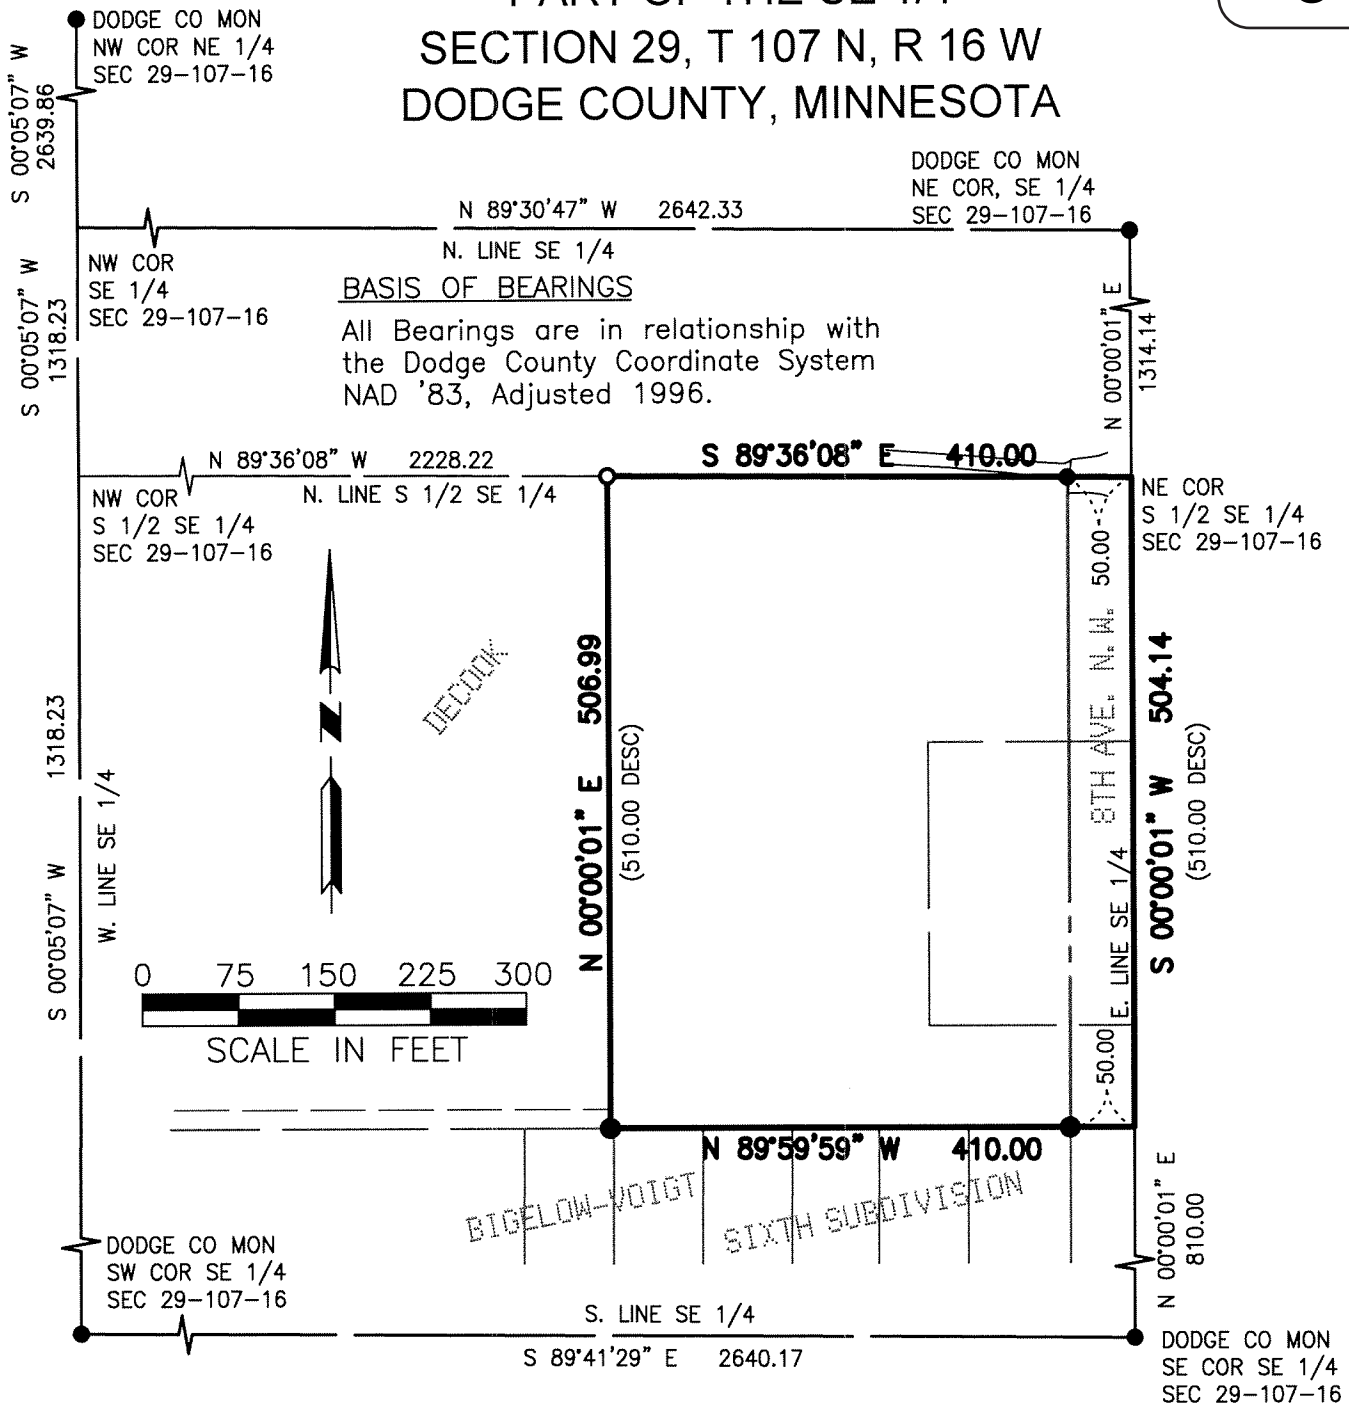 SECTION 29, T 107 N, R 16 W
DODGE COUNTY, MINNESOTA
DODGE CO MON
NW COR NE 1/4
SEC 29-107-16
S 00°05'07" W
2639.86
DODGE CO MON
NE COR, SE 1/4
SEC 29-107-16
N 89°30'47" W 2642.33
N. LINE SE 1/4
NW COR
SE 1/4
SEC 29-107-16
S 00°05'07" W
1318.23
BASIS OF BEARINGS
All Bearings are in relationship with
the Dodge County Coordinate System
NAD '83, Adjusted 1996.
N 00°00'01" E
1314.14
N 89°36'08" W 2228.22
N. LINE S 1/2 SE 1/4
S 89°36'08" E 410.00
NW COR
S 1/2 SE 1/4
SEC 29-107-16
NE COR
S 1/2 SE 1/4
SEC 29-107-16
N
DECOOK
N 00°00'01" E 506.99
(510.00 DESC)
50.00
8TH AVE. N.W.
E. LINE SE 1/4
50.00
S 00°00'01" W 504.14
(510.00 DESC)
1318.23
S 00°05'07" W
W. LINE SE 1/4
0 75 150 225 300
SCALE IN FEET
N 89°59'59" W 410.00
BIGELOW-VOIGT
SIXTH SUBDIVISION
N 00°00'01" E
810.00
DODGE CO MON
SW COR SE 1/4
SEC 29-107-16
S. LINE SE 1/4
S 89°41'29" E 2640.17
DODGE CO MON
SE COR SE 1/4
SEC 29-107-16